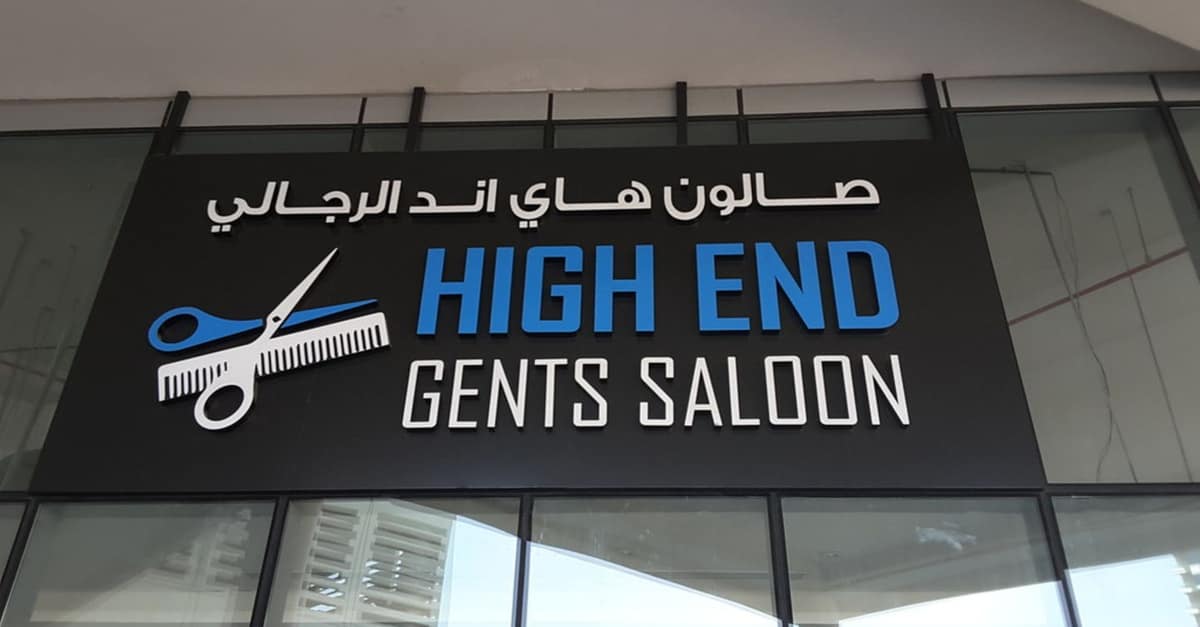 صالون هاي اند الرجالي
HIGH END
GENTS SALOON